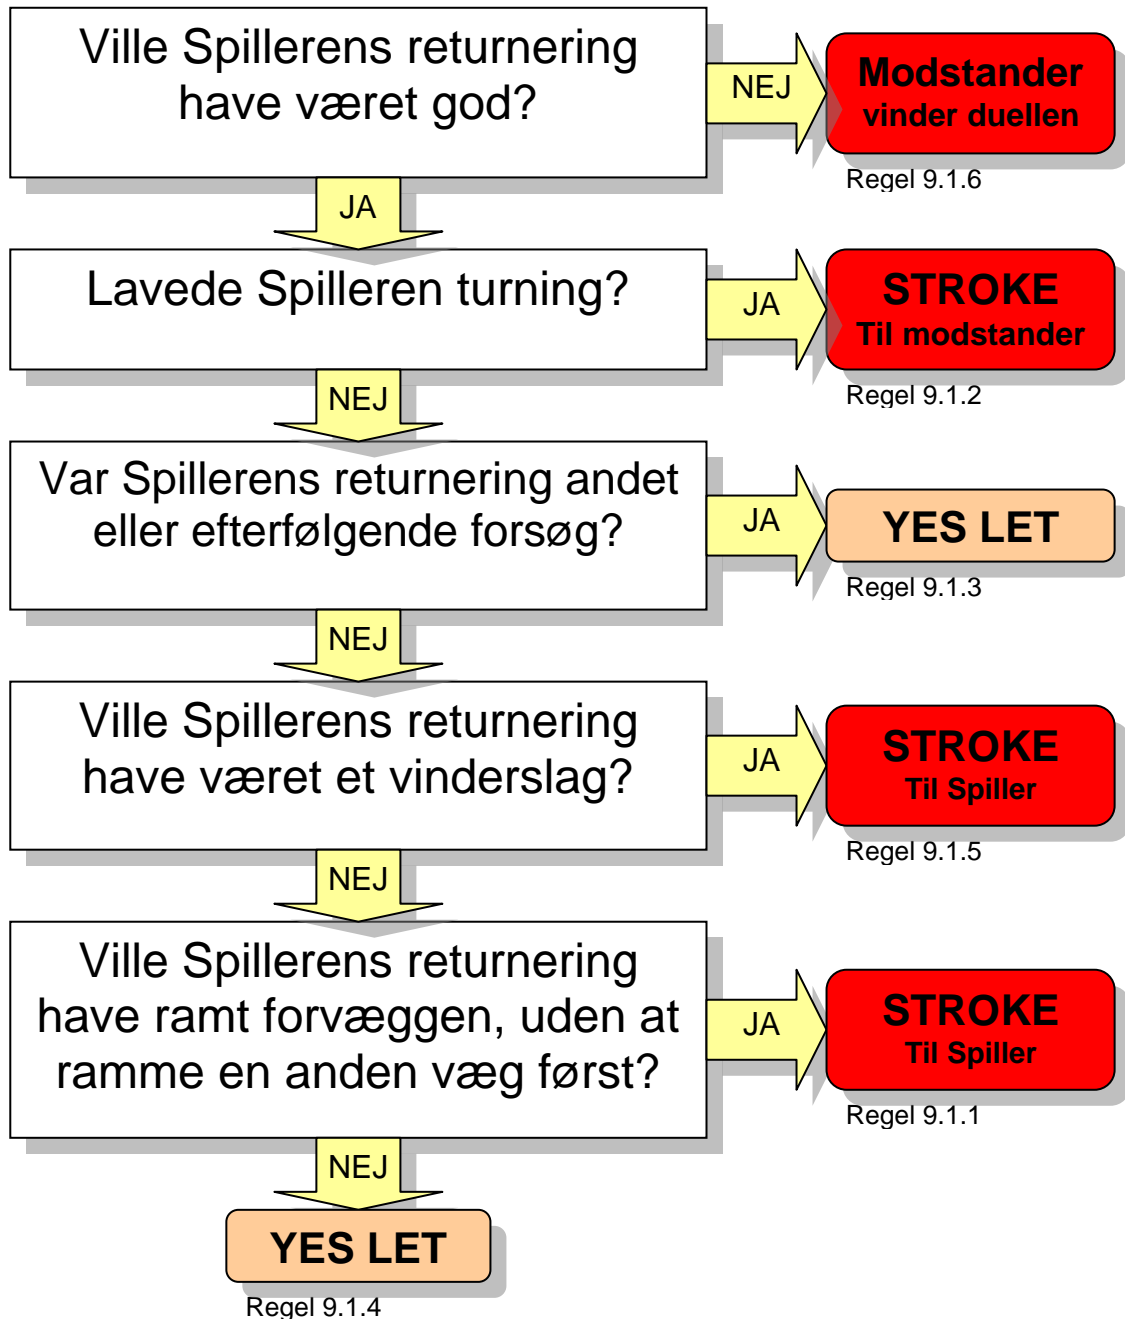 Ville Spillerens returnering
have været god?
NEJ
Modstander
vinder duellen
Regel 9.1.6
JA
Lavede Spilleren turning?
JA
STROKE
Til modstander
Regel 9.1.2
NEJ
Var Spillerens returnering andet
eller efterfølgende forsøg?
JA
YES LET
Regel 9.1.3
NEJ
Ville Spillerens returnering
have været et vinderslag?
JA
STROKE
Til Spiller
Regel 9.1.5
NEJ
Ville Spillerens returnering
have ramt forvæggen, uden at
ramme en anden væg først?
JA
STROKE
Til Spiller
Regel 9.1.1
NEJ
YES LET
Regel 9.1.4